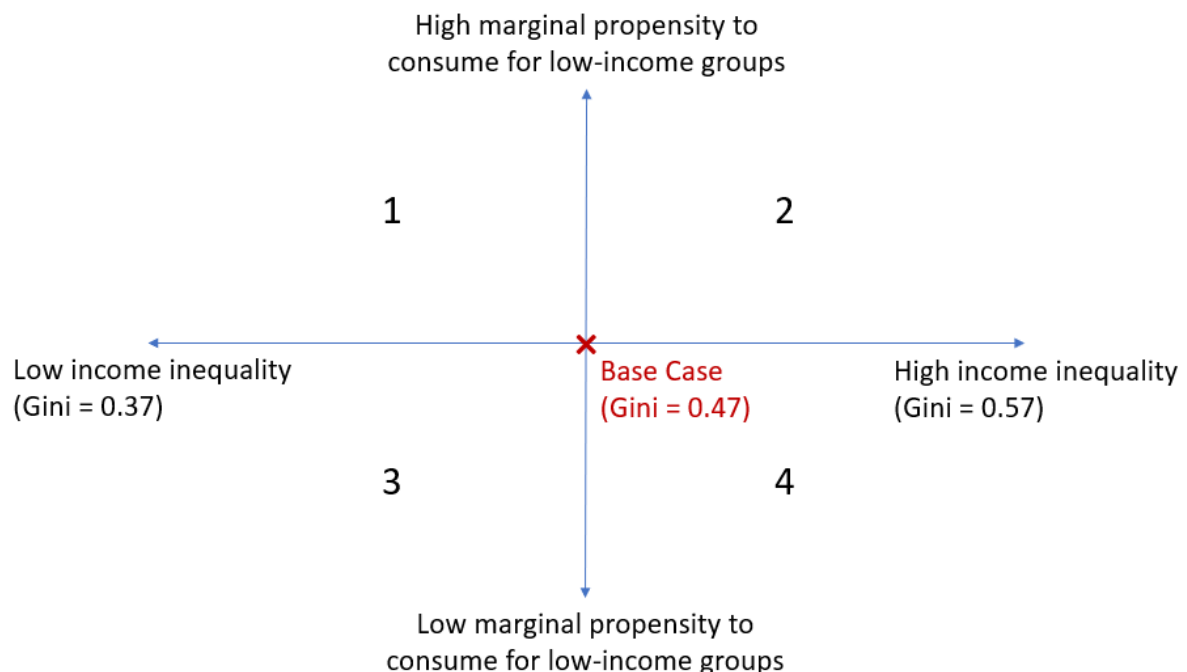 High marginal propensity to
consume for low-income groups
1
2
Low income inequality
(Gini = 0.37)
Base Case
(Gini = 0.47)
High income inequality
(Gini = 0.57)
3
4
Low marginal propensity to
consume for low-income groups